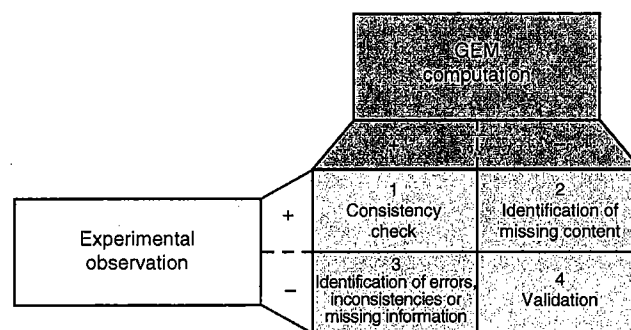 GEM
computation
+
1
Consistency
check
2
Identification of
missing content
Experimental
observation
–
3
Identification of errors,
inconsistencies or
missing information
4
Validation